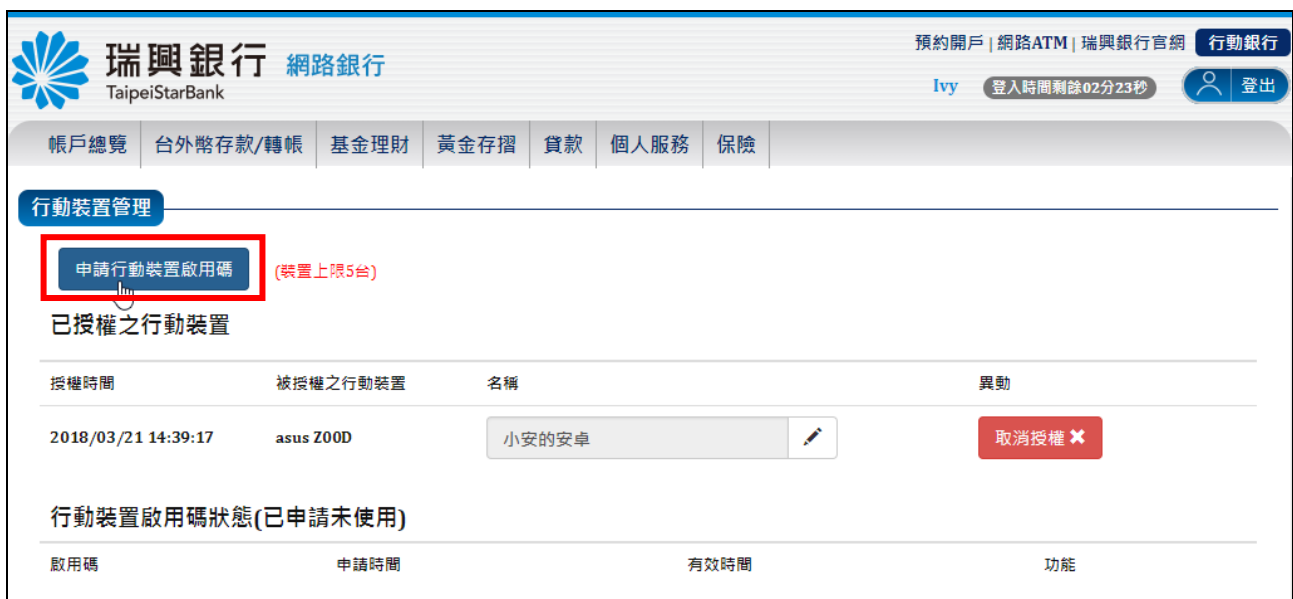 預約開戶 | 網路ATM | 瑞興銀行官網 行動銀行
瑞興銀行 網路銀行
TaipeiStarBank
Ivy 登入時間剩餘02分23秒 登出
帳戶總覽 台外幣存款/轉帳 基金理財 黃金存摺 貸款 個人服務 保險
行動裝置管理
申請行動裝置啟用碼 (裝置上限5台)
已授權之行動裝置
授權時間 被授權之行動裝置 名稱 異動
2018/03/21 14:39:17 asus Z00D 小安的安卓 取消授權
行動裝置啟用碼狀態(已申請未使用)
啟用碼 申請時間 有效時間 功能